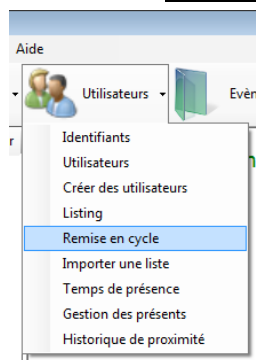 Aide
Utilisateurs
Evèn
r
Identifiants
Utilisateurs
Créer des utilisateurs
Listing
Remise en cycle
Importer une liste
Temps de présence
Gestion des présents
Historique de proximité